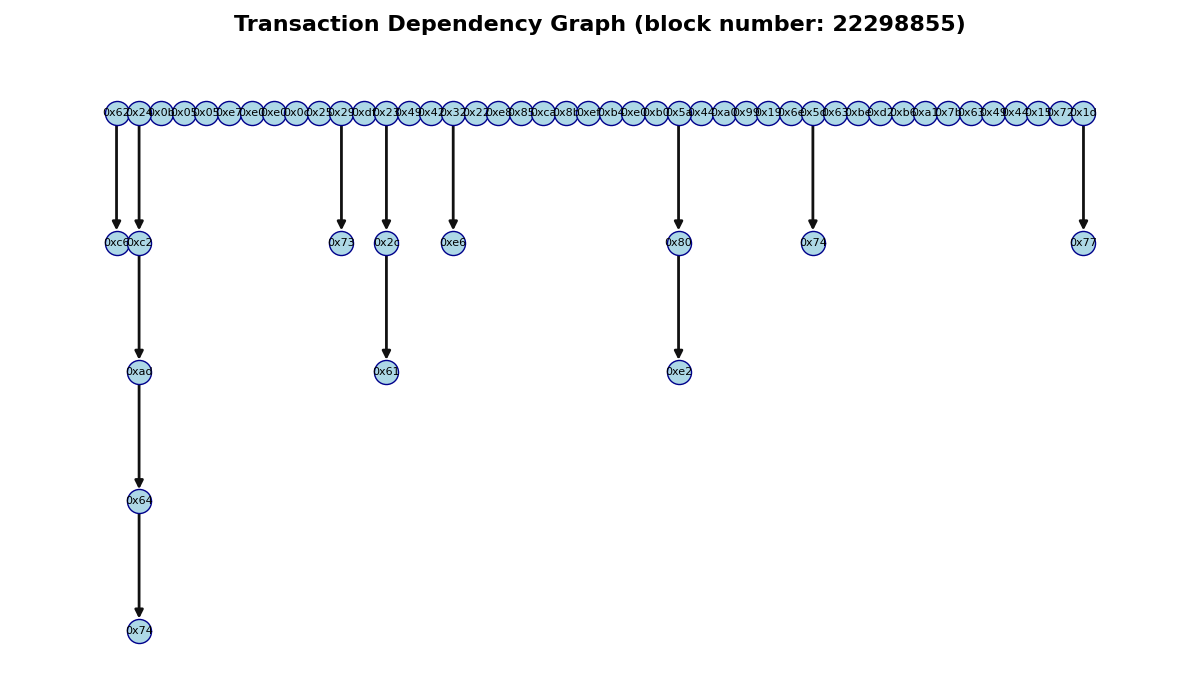 Transaction Dependency Graph (block number: 22298855)
0x62 0x24 0x0b 0x05 0x05 0xe7 0xe0 0xe0 0x0c 0x25 0x29 0xdf 0x23 0x49 0x42 0x32 0x22 0xe8 0x85 0xca 0x8b 0xef 0xb4 0xe0 0xb0 0x5a 0x44 0xa0 0x99 0x19 0x6e 0x63 0xbe 0xd2 0xb6 0xa1 0x7b 0x63 0x49 0x44 0x15 0x72 0x1d
0xc6 0xc2 0x73 0x2c 0xe6 0x80 0x74 0x77
0xad 0x61 0xe2
0x64
0x74